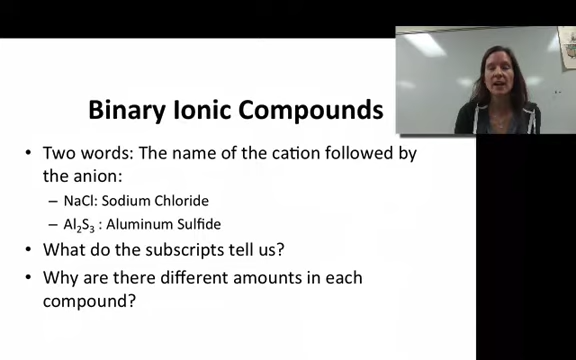 Binary Ionic Compounds
• Two words: The name of the cation followed by
the anion:
– NaCl: Sodium Chloride
– Al₂S₃ : Aluminum Sulfide
• What do the subscripts tell us?
• Why are there different amounts in each
compound?